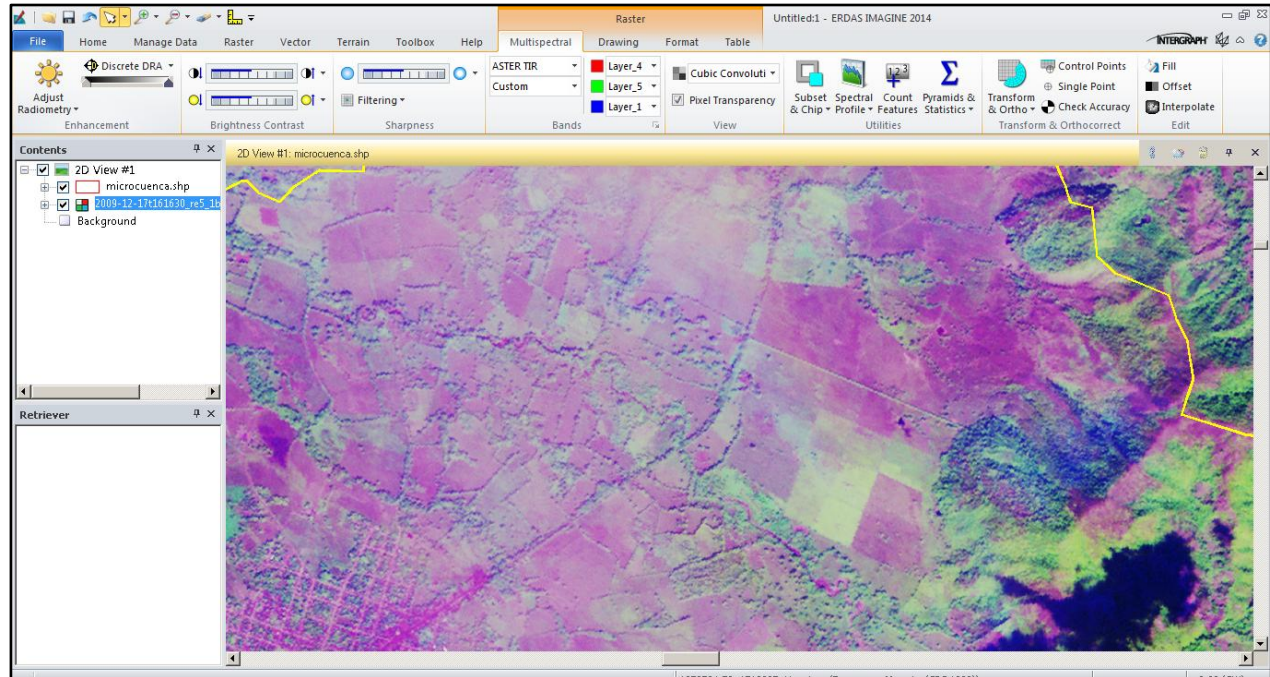 Raster
Untitled:1 - ERDAS IMAGINE 2014
File Home Manage Data Raster Vector Terrain Toolbox Help Multispectral Drawing Format Table
INTERGRAPH
Adjust Radiometry
Discrete DRA
Enhancement
Brightness Contrast
Filtering
Sharpness
ASTER TIR
Custom
Layer_4
Layer_5
Layer_1
Bands
Cubic Convoluti
Pixel Transparency
View
Subset & Chip
Spectral Profile
Count Features
Pyramids & Statistics
Utilities
Transform & Ortho
Control Points
Single Point
Check Accuracy
Transform & Orthocorrect
Fill
Offset
Interpolate
Edit
Contents
2D View #1
microcuenca.shp
2009-12-17t161630_re5_1b
Background
Retriever
2D View #1: microcuenca.shp